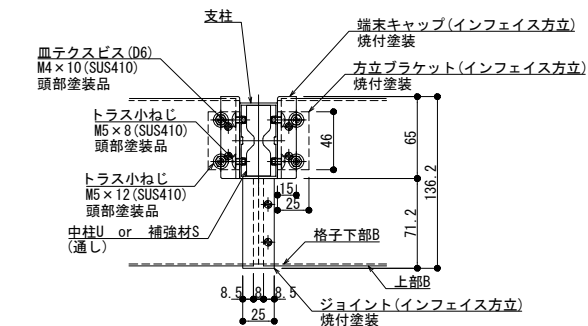 支柱
端末キャップ(インフェイス方立)
焼付塗装
皿テクスビス(D6)
M4×10(SUS410)
頭部塗装品
方立ブラケット(インフェイス方立)
焼付塗装
トラス小ねじ
M5×8(SUS410)
頭部塗装品
トラス小ねじ
M5×12(SUS410)
頭部塗装品
中柱U or 補強材S
(通し)
46
65
136.2
15
25
71.2
格子下部B
上部B
8.5 8 8.5
25
ジョイント(インフェイス方立)
焼付塗装